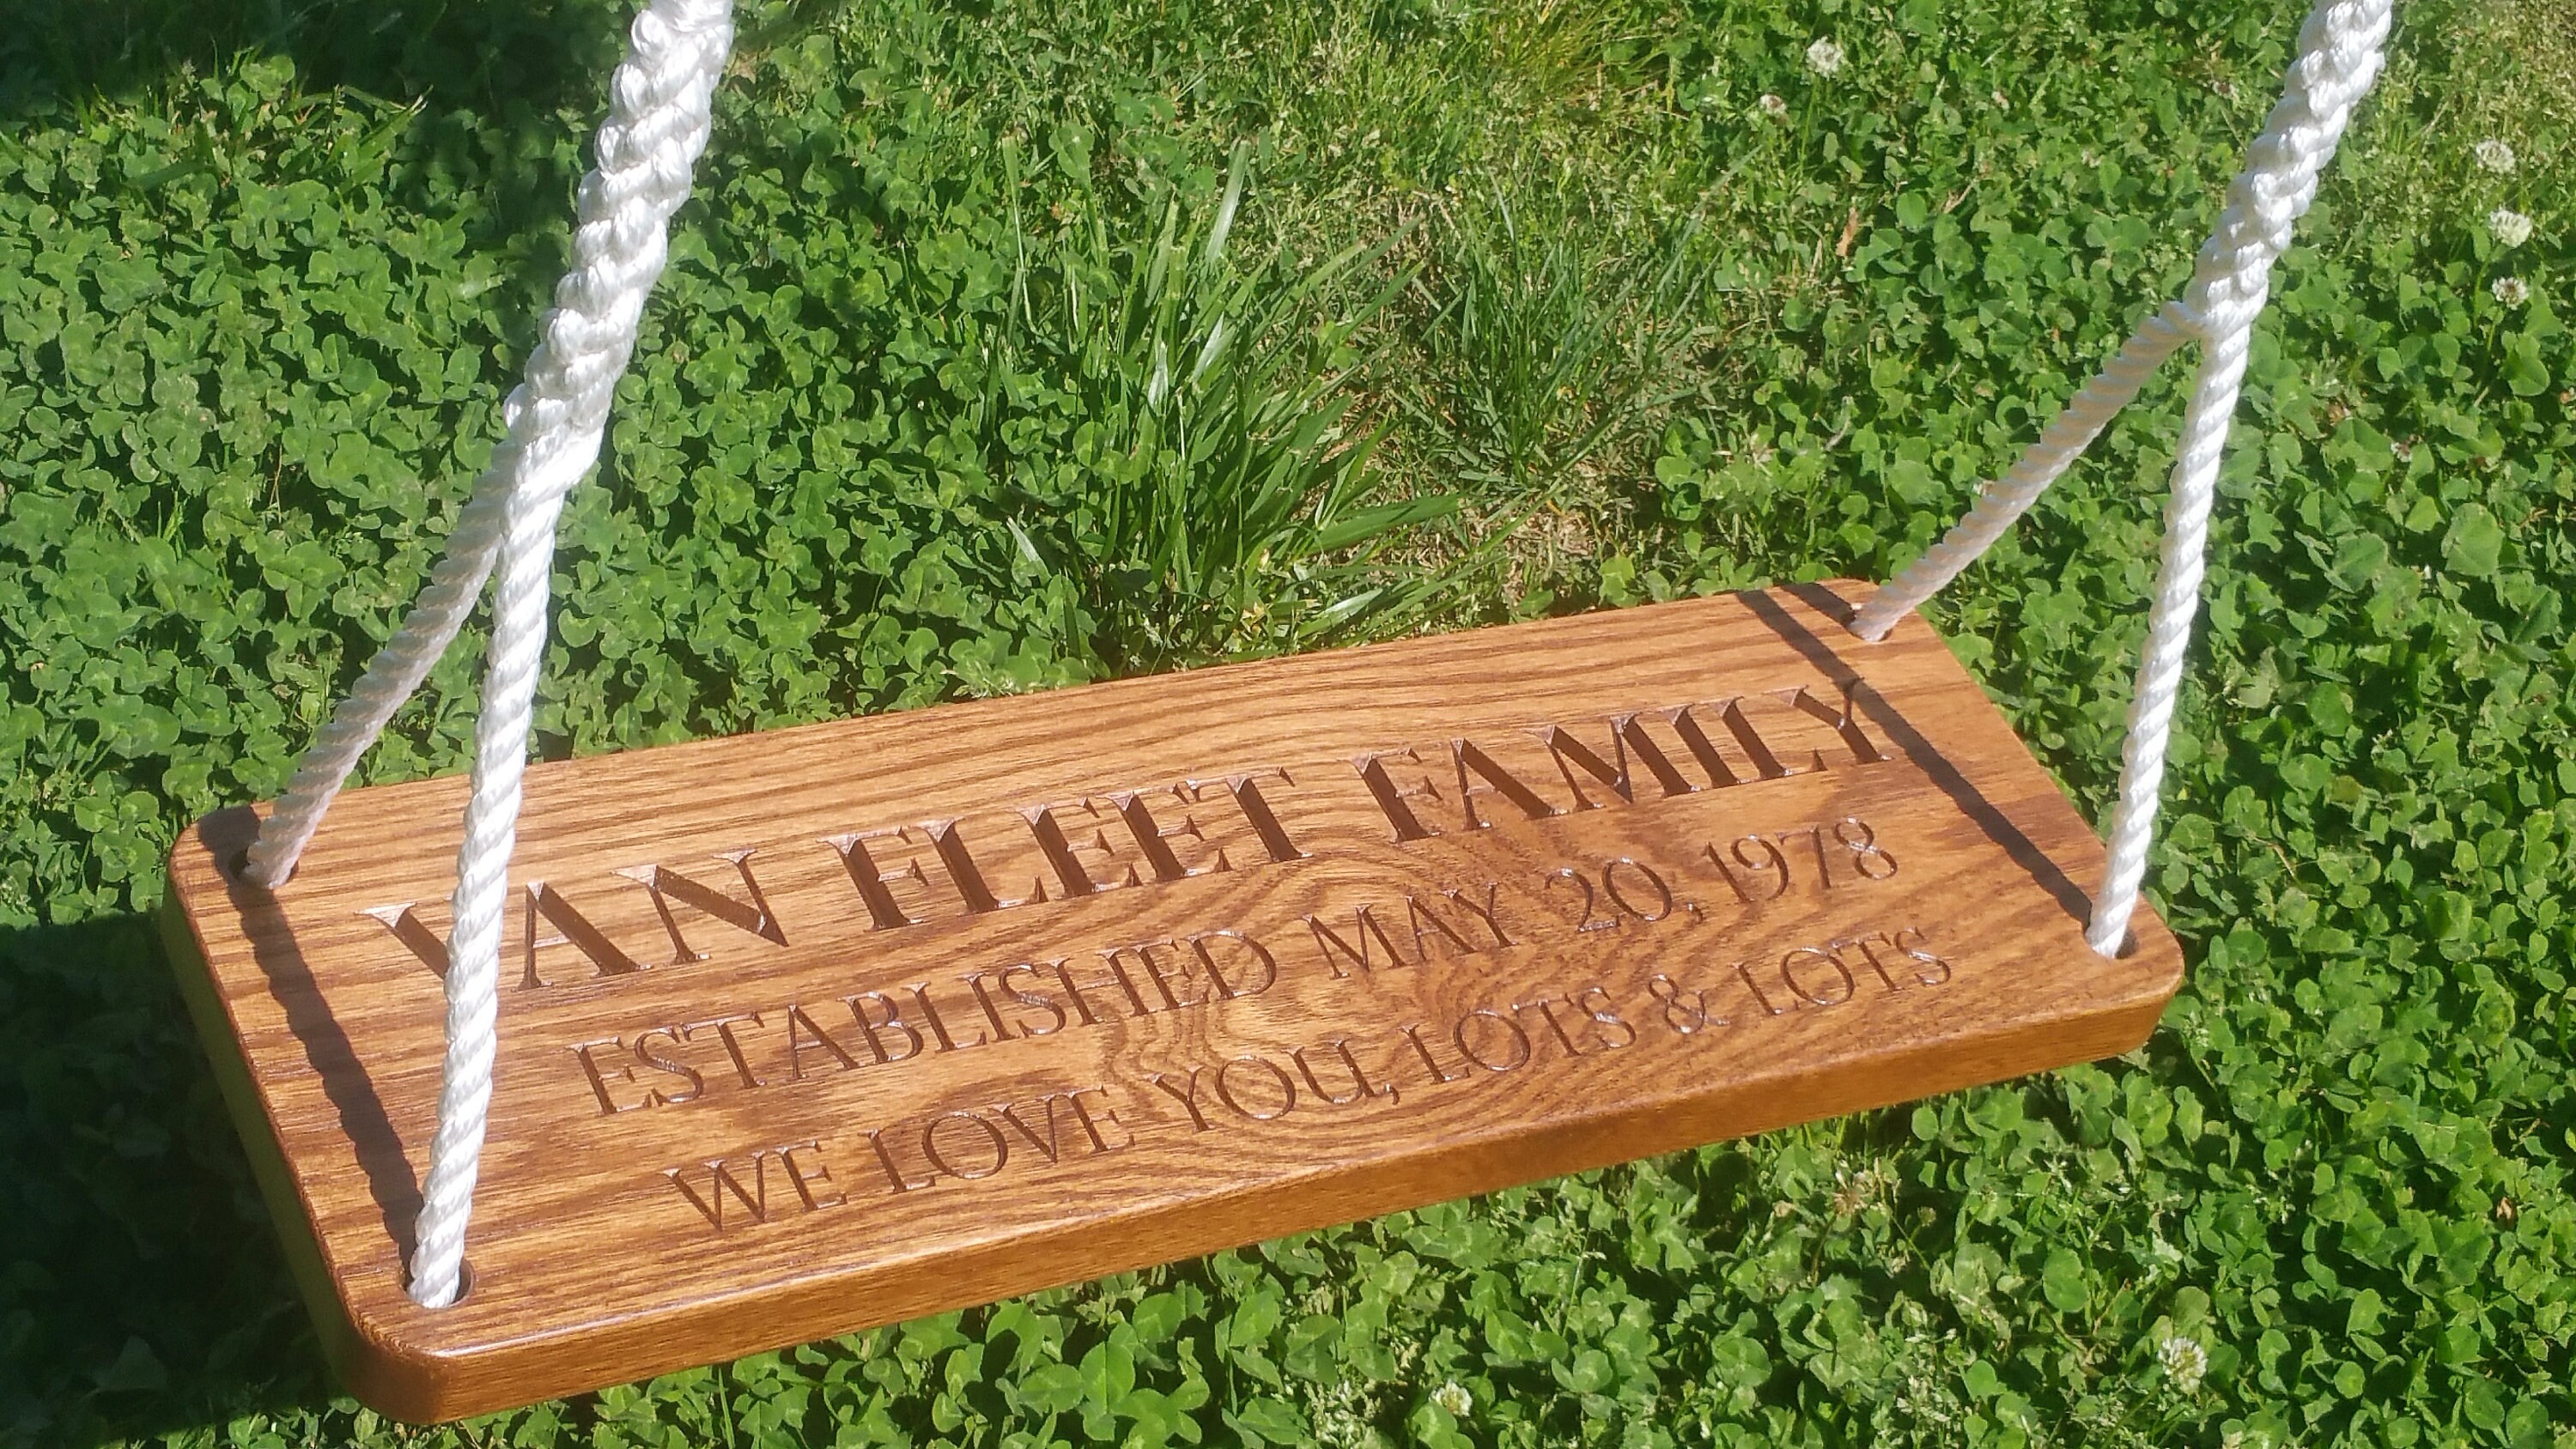 VAN FLEET FAMILY
ESTABLISHED MAY 20, 1978
WE LOVE YOU, LOTS & LOTS